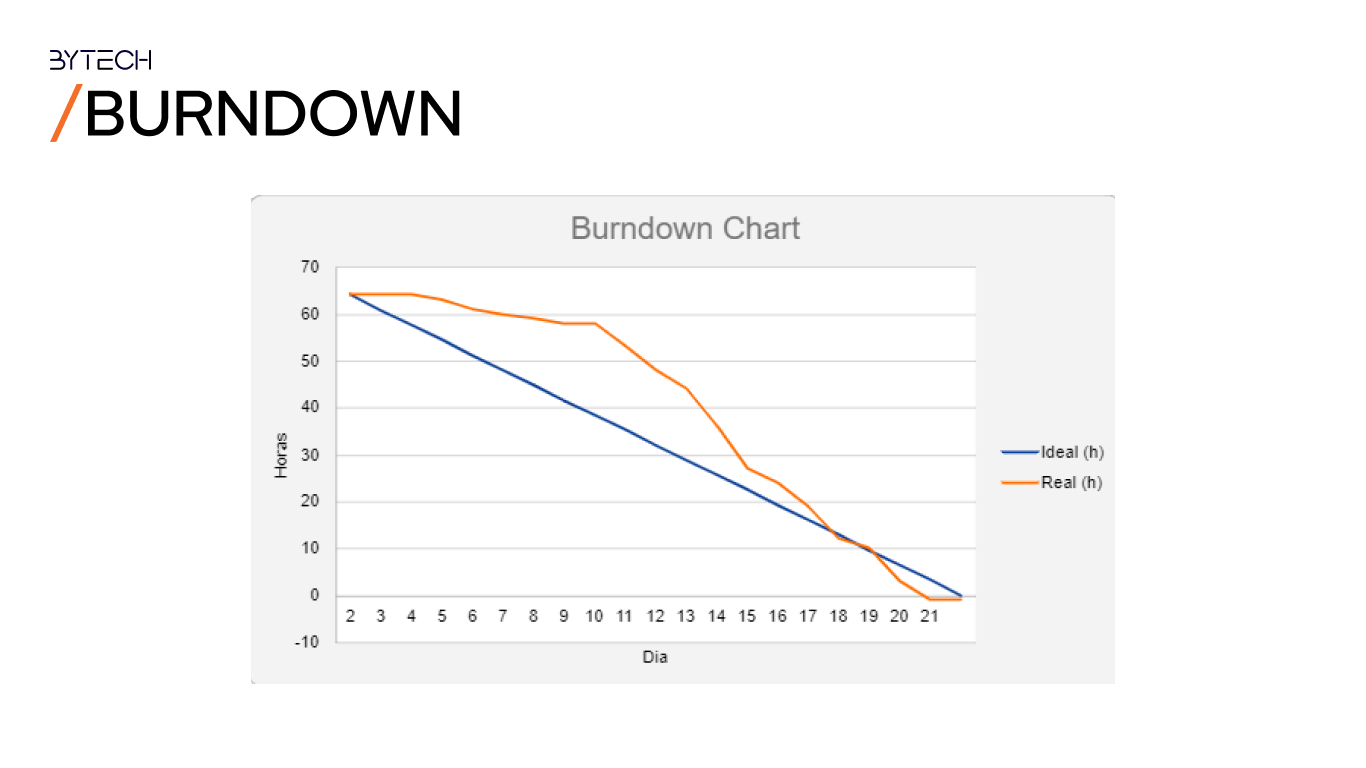 BYTECH
/BURNDOWN
Burndown Chart
70
60
50
40
30
20
10
0
-10
Horas
2 3 4 5 6 7 8 9 10 11 12 13 14 15 16 17 18 19 20 21
Dia
Ideal (h)
Real (h)